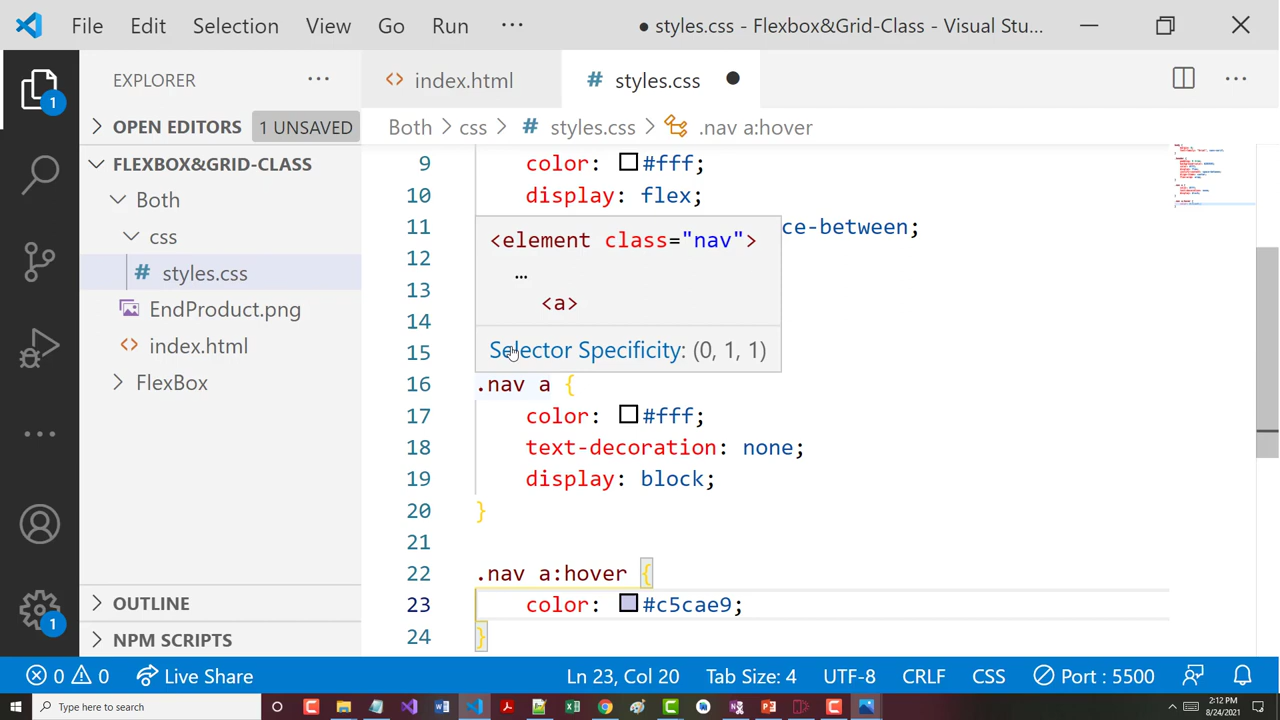 File Edit Selection View Go Run ··· ● styles.css - Flexbox&Grid-Class - Visual Stu...
EXPLORER ··· <> index.html # styles.css ●
OPEN EDITORS 1 UNSAVED
Both > css > # styles.css > .nav a:hover
FLEXBOX&GRID-CLASS
Both
css
# styles.css
EndProduct.png
<> index.html
FlexBox
OUTLINE
NPM SCRIPTS
1
1
9 color: #fff;
10 display: flex;
11 ce-between;
12
13
14
15
<element class="nav">
…
<a>
Selector Specificity: (0, 1, 1)
16 .nav a {
17 color: #fff;
18 text-decoration: none;
19 display: block;
20 }
21
22 .nav a:hover {
23 color: #c5cae9;
24 }
0 0 Live Share Ln 23, Col 20 Tab Size: 4 UTF-8 CRLF CSS Port : 5500
Type here to search
2:12 PM
8/24/2021